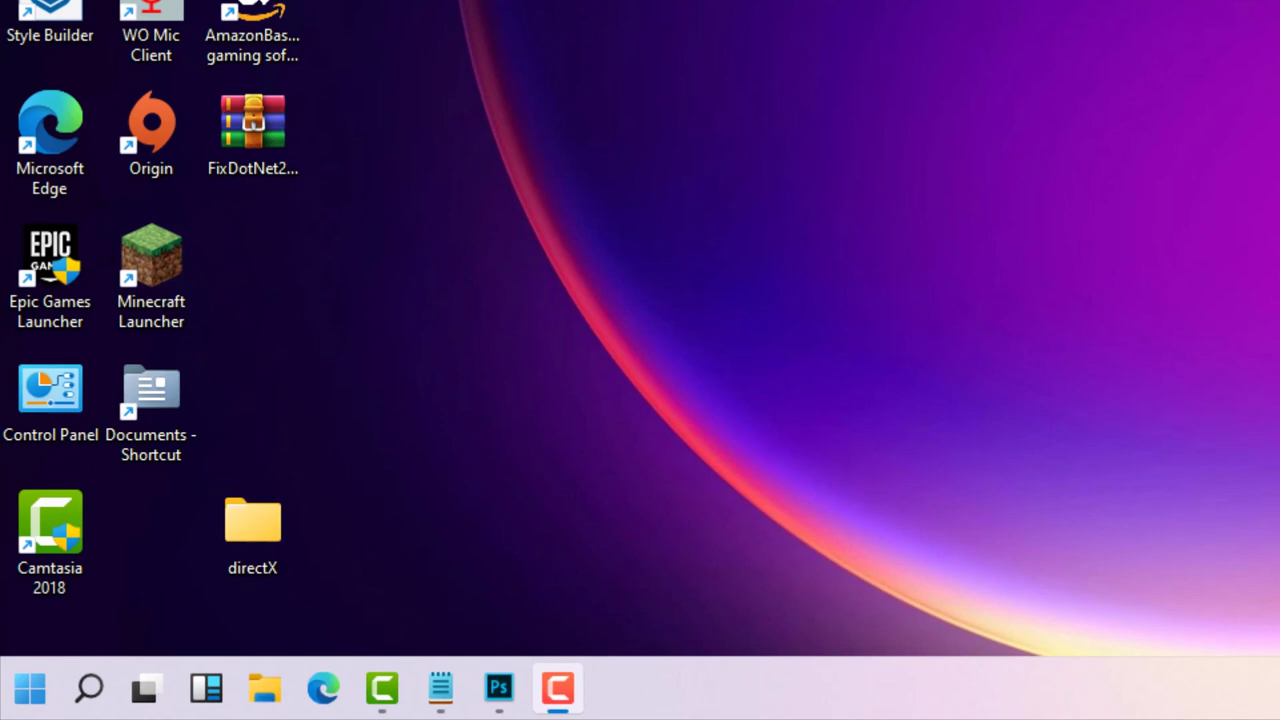 Style Builder
WO Mic
Client
AmazonBas...
gaming sof...
Microsoft
Edge
Origin
FixDotNet2...
EPIC
Epic Games
Launcher
Minecraft
Launcher
Control Panel
Documents -
Shortcut
Camtasia
2018
directX
Ps